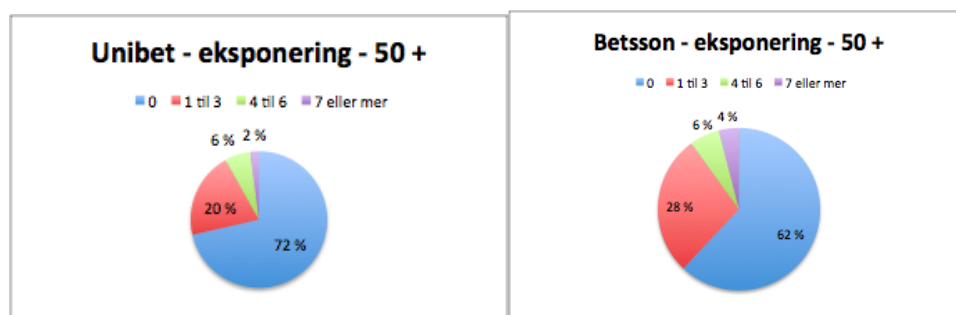 Unibet - eksponering - 50 +
0 1 til 3 4 til 6 7 eller mer
2 %
6 %
20 %
72 %
Betsson - eksponering - 50 +
0 1 til 3 4 til 6 7 eller mer
4 %
6 %
28 %
62 %